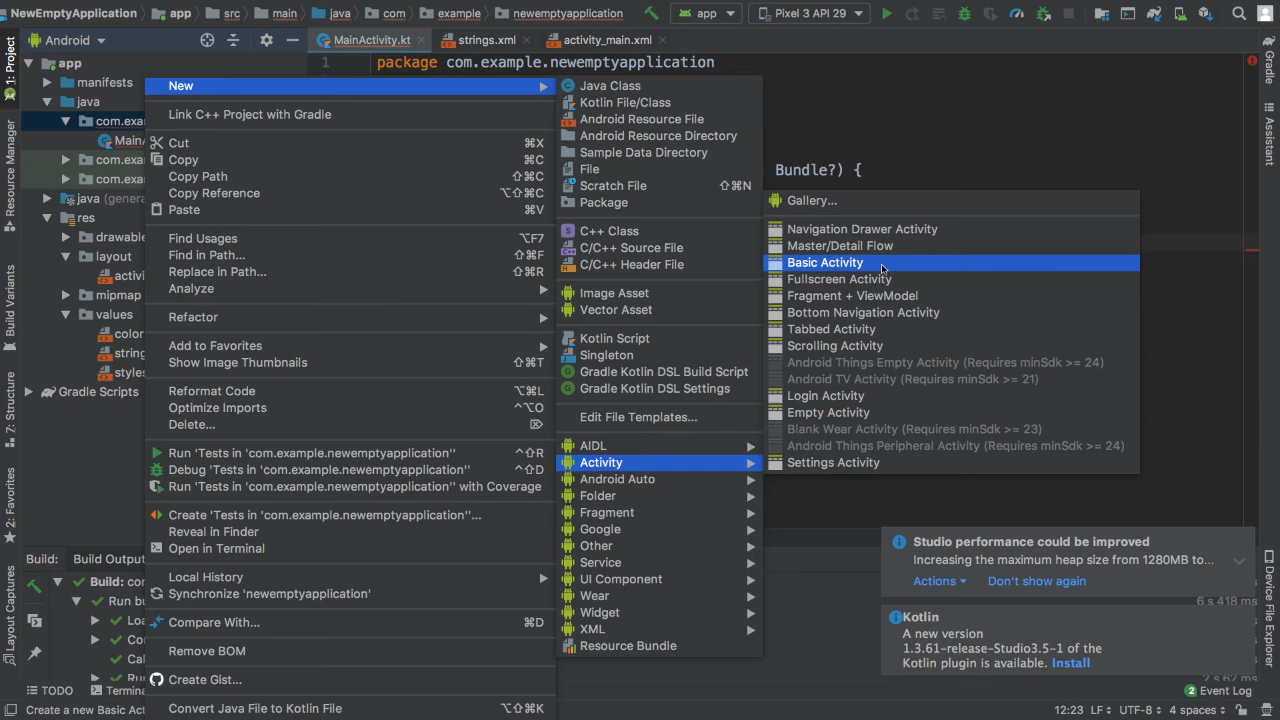 NewEmptyApplication
app
src
main
java
com
example
newemptyapplication
app
Pixel 3 API 29
Android
MainActivity.kt
strings.xml
activity_main.xml
1: Project
Resource Manager
Build Variants
7: Structure
2: Favorites
Layout Captures
Gradle
Assistant
Device File Explorer
app
manifests
java
com.exa
MainA
com.exa
com.exa
java (genera
res
drawable
layout
activi
mipmap
values
color
string
styles
Gradle Scripts
1
package com.example.newemptyapplication
Bundle?) {
New
Link C++ Project with Gradle
Cut ⌘X
Copy ⌘C
Copy Path ⇧⌘C
Copy Reference ⌥⇧⌘C
Paste ⌘V
Find Usages ⌥F7
Find in Path... ⇧⌘F
Replace in Path... ⇧⌘R
Analyze
Refactor
Add to Favorites
Show Image Thumbnails ⇧⌘T
Reformat Code ⌥⌘L
Optimize Imports ^⌥O
Delete... ⌦
Run 'Tests in 'com.example.newemptyapplication'' ^⇧R
Debug 'Tests in 'com.example.newemptyapplication'' ^⇧D
Run 'Tests in 'com.example.newemptyapplication'' with Coverage
Create 'Tests in 'com.example.newemptyapplication''...
Reveal in Finder
Open in Terminal
Local History
Synchronize 'newemptyapplication'
Compare With... ⌘D
Remove BOM
Create Gist...
Convert Java File to Kotlin File ⌥⇧⌘K
Java Class
Kotlin File/Class
Android Resource File
Android Resource Directory
Sample Data Directory
File
Scratch File ⇧⌘N
Package
C++ Class
C/C++ Source File
C/C++ Header File
Image Asset
Vector Asset
Kotlin Script
Singleton
Gradle Kotlin DSL Build Script
Gradle Kotlin DSL Settings
Edit File Templates...
AIDL
Activity
Android Auto
Folder
Fragment
Google
Other
Service
UI Component
Wear
Widget
XML
Resource Bundle
Gallery...
Navigation Drawer Activity
Master/Detail Flow
Basic Activity
Fullscreen Activity
Fragment + ViewModel
Bottom Navigation Activity
Tabbed Activity
Scrolling Activity
Android Things Empty Activity (Requires minSdk >= 24)
Android TV Activity (Requires minSdk >= 21)
Login Activity
Empty Activity
Blank Wear Activity (Requires minSdk >= 23)
Android Things Peripheral Activity (Requires minSdk >= 24)
Settings Activity
Build: Build Outpu
Build: co
Run bu
Loa
Co
Cal
Ru
Studio performance could be improved
Increasing the maximum heap size from 1280MB to...
Actions Don't show again
6 s 418 ms
Kotlin
A new version
1.3.61-release-Studio3.5-1 of the
Kotlin plugin is available. Install
TODO
Termina
2 Event Log
Create a new Basic Act
12:23 LF UTF-8 4 spaces